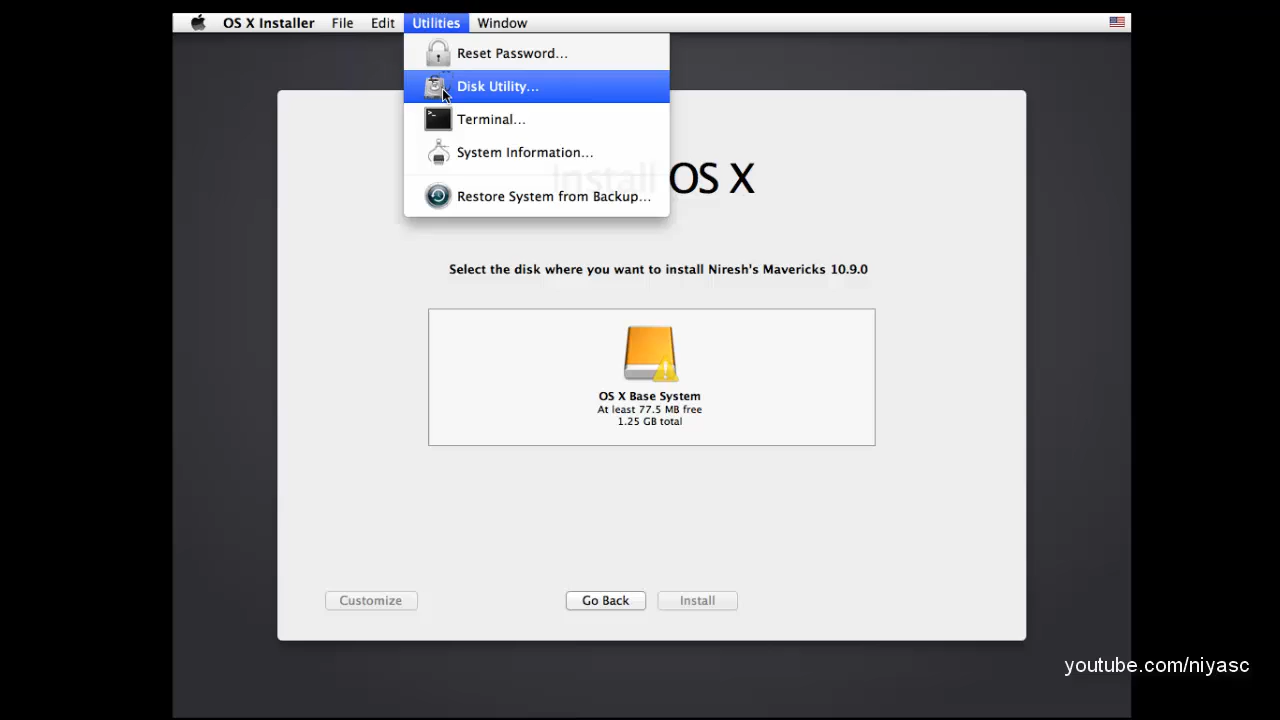 OS X Installer File Edit Utilities Window
Reset Password...
Disk Utility...
Terminal...
System Information...
Restore System from Backup...
Install OS X
Select the disk where you want to install Niresh's Mavericks 10.9.0
OS X Base System
At least 77.5 MB free
1.25 GB total
Customize Go Back Install
youtube.com/niyasc